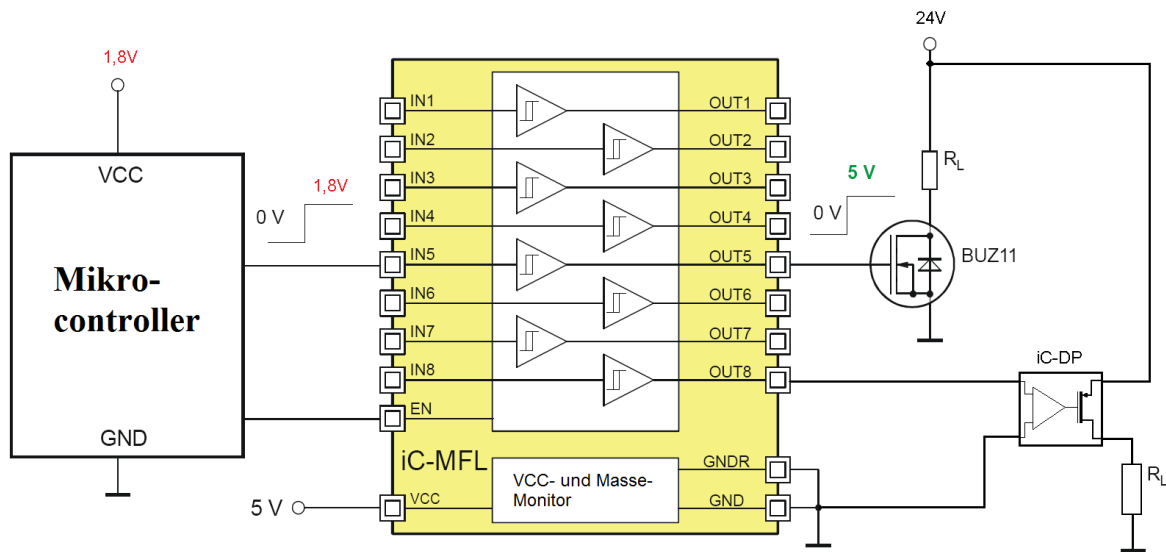 1,8V
VCC
Mikro-
controller
GND
0 V
1,8V
IN1
IN2
IN3
IN4
IN5
IN6
IN7
IN8
EN
iC-MFL
VCC
5 V
VCC- und Masse-
Monitor
OUT1
OUT2
OUT3
OUT4
OUT5
OUT6
OUT7
OUT8
GNDR
GND
0 V
5 V
24V
RL
BUZ11
iC-DP
RL